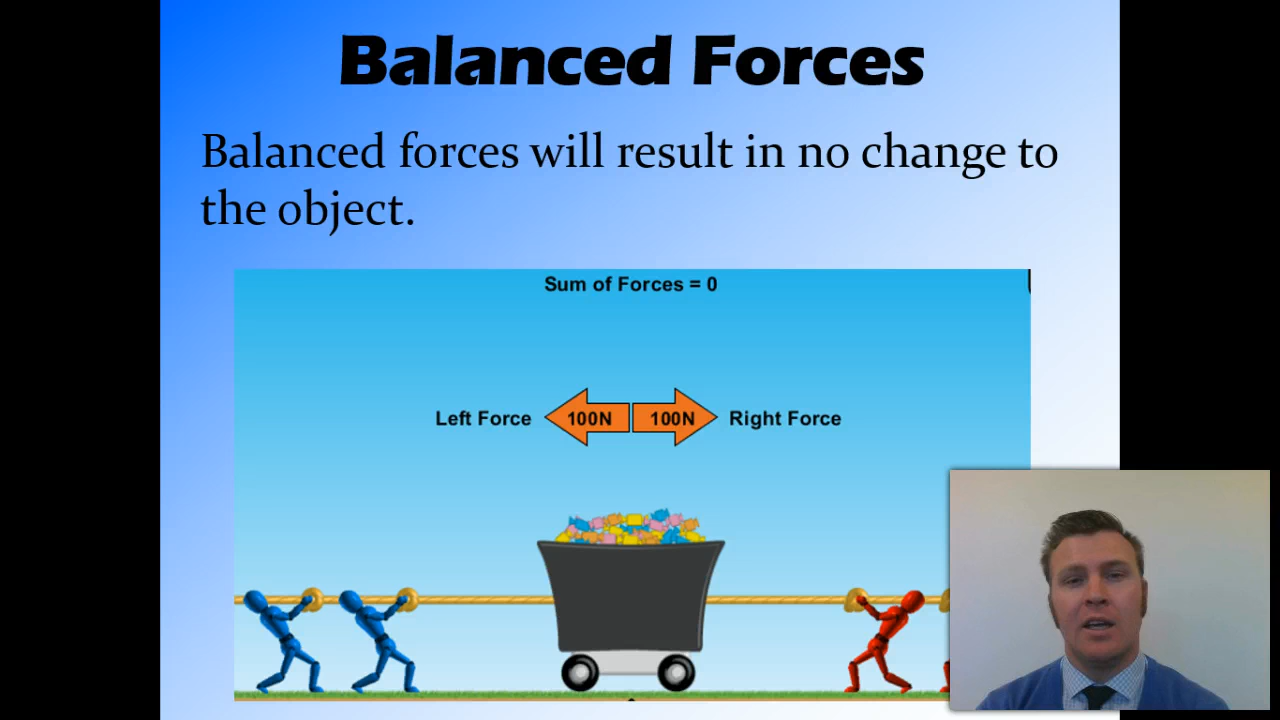 Balanced Forces
Balanced forces will result in no change to
the object.
Sum of Forces = 0
Left Force 100N 100N Right Force